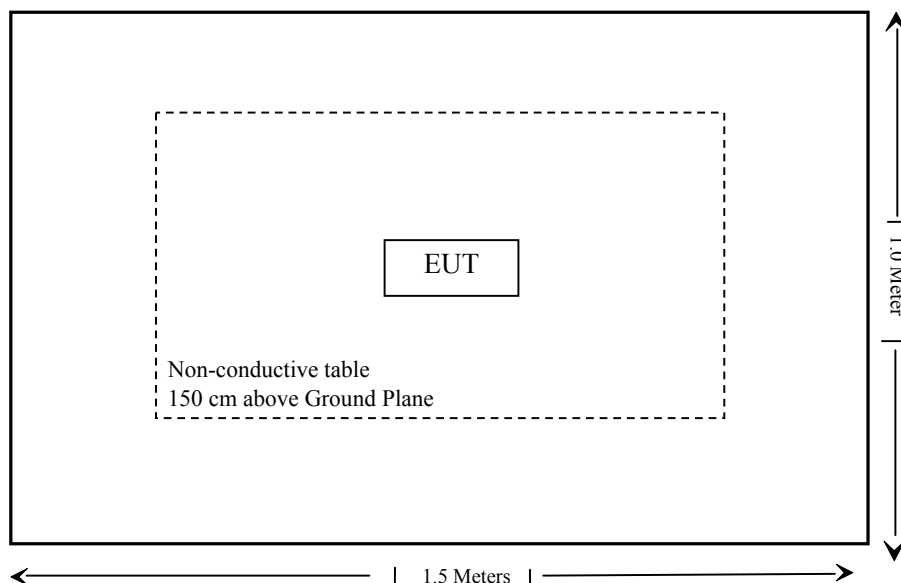 EUT
1.0 Meter
Non-conductive table
150 cm above Ground Plane
1.5 Meters